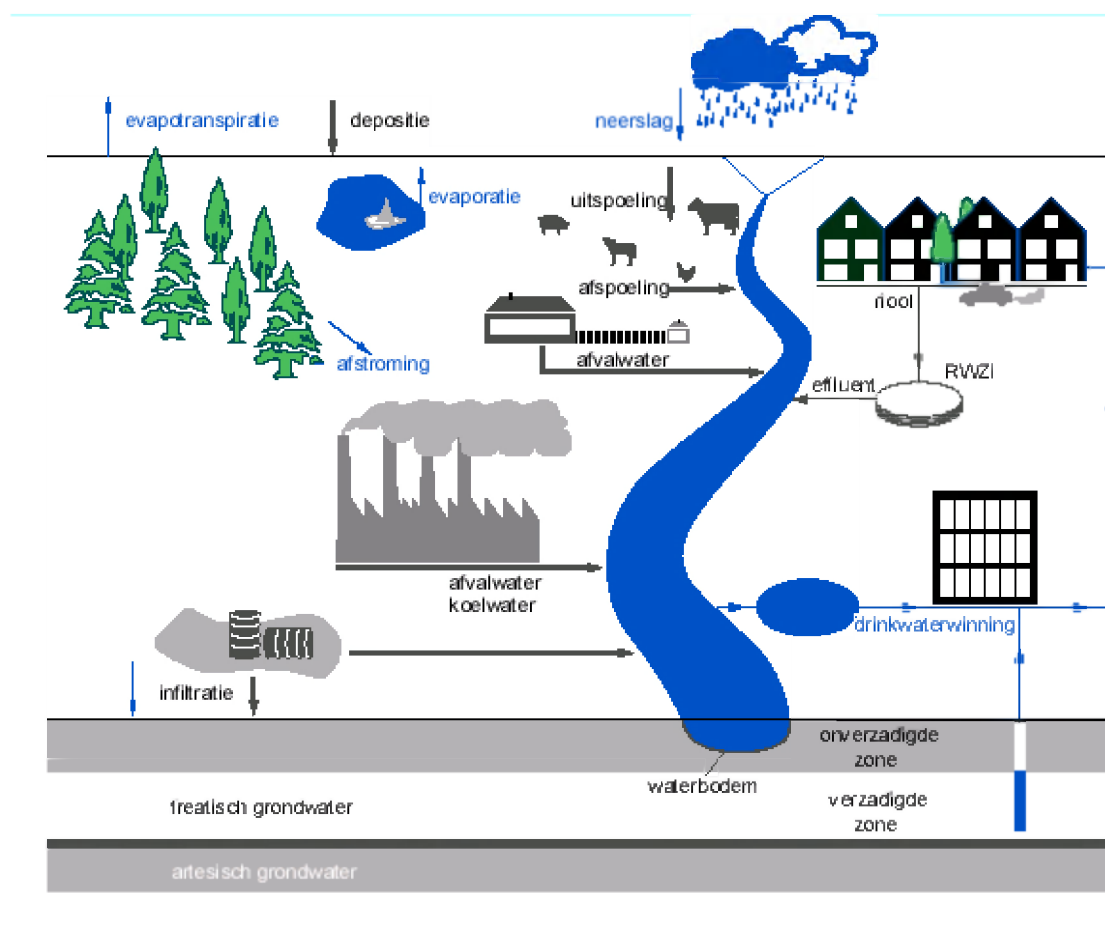 evapotranspiratie
depositie
neerslag
evaporatie
uitspoeling
afspoeling
riool
afstroming
afvalwater
effluent
RWZI
afvalwater
koelwater
drinkwaterwinning
infiltratie
onverzadigde
zone
waterbodem
freatisch grondwater
verzadigde
zone
artesisch grondwater